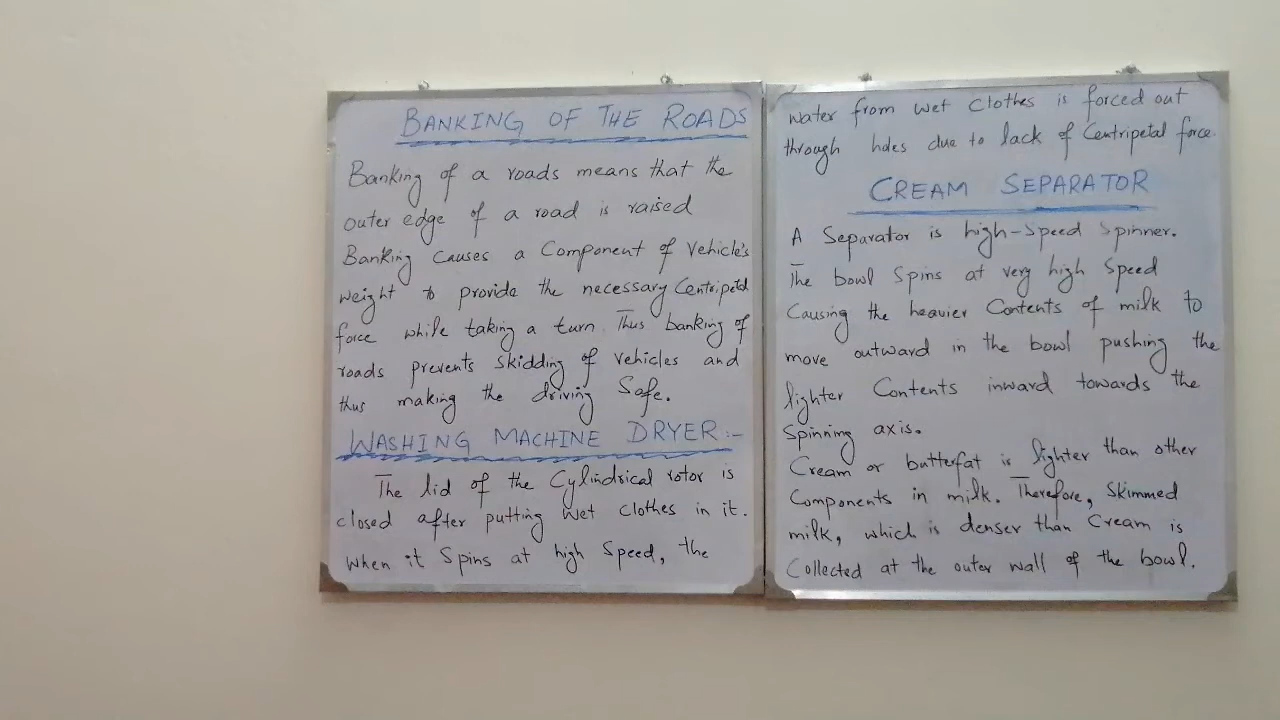 BANKING OF THE ROADS
Banking of a roads means that the
outer edge of a road is raised
Banking causes a Component of Vehicle's
weight to provide the necessary Centripetal
force while taking a turn. Thus banking of
roads prevents skidding of vehicles and
thus making the driving Safe.
WASHING MACHINE DRYER:-
The lid of the Cylindrical rotor is
closed after putting wet clothes in it.
when it Spins at high Speed, the
water from wet Clothes is forced out
through holes due to lack of Centripetal force.
CREAM SEPARATOR
A Separator is high-Speed Spinner.
The bowl Spins at very high Speed
Causing the heavier Contents of milk to
move outward in the bowl pushing the
lighter Contents inward towards the
Spinning axis.
Cream or butterfat is lighter than other
Components in milk. Therefore, Skimmed
milk, which is denser than Cream is
Collected at the outer wall of the bowl.